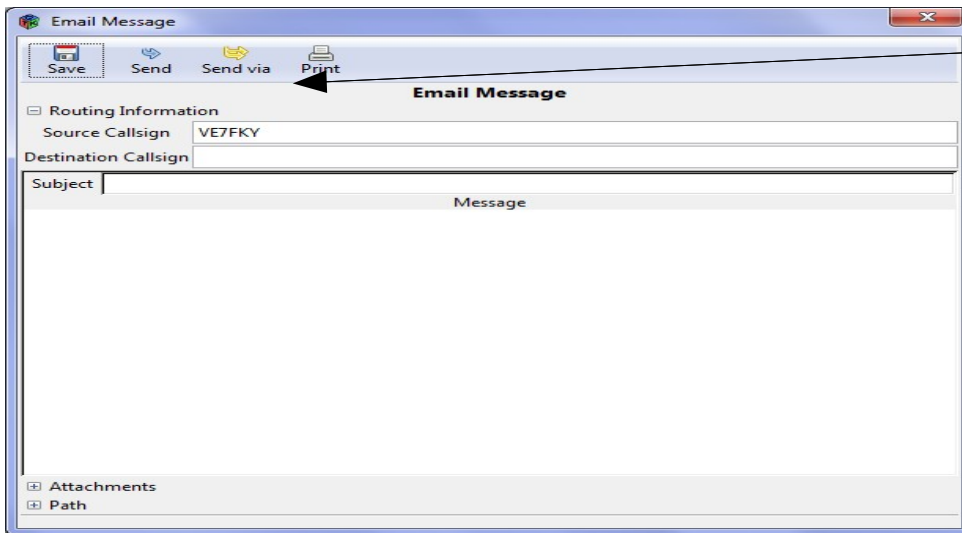 Email Message
Save Send Send via Print
Email Message
Routing Information
Source Callsign VE7FKY
Destination Callsign
Subject
Message
Attachments
Path